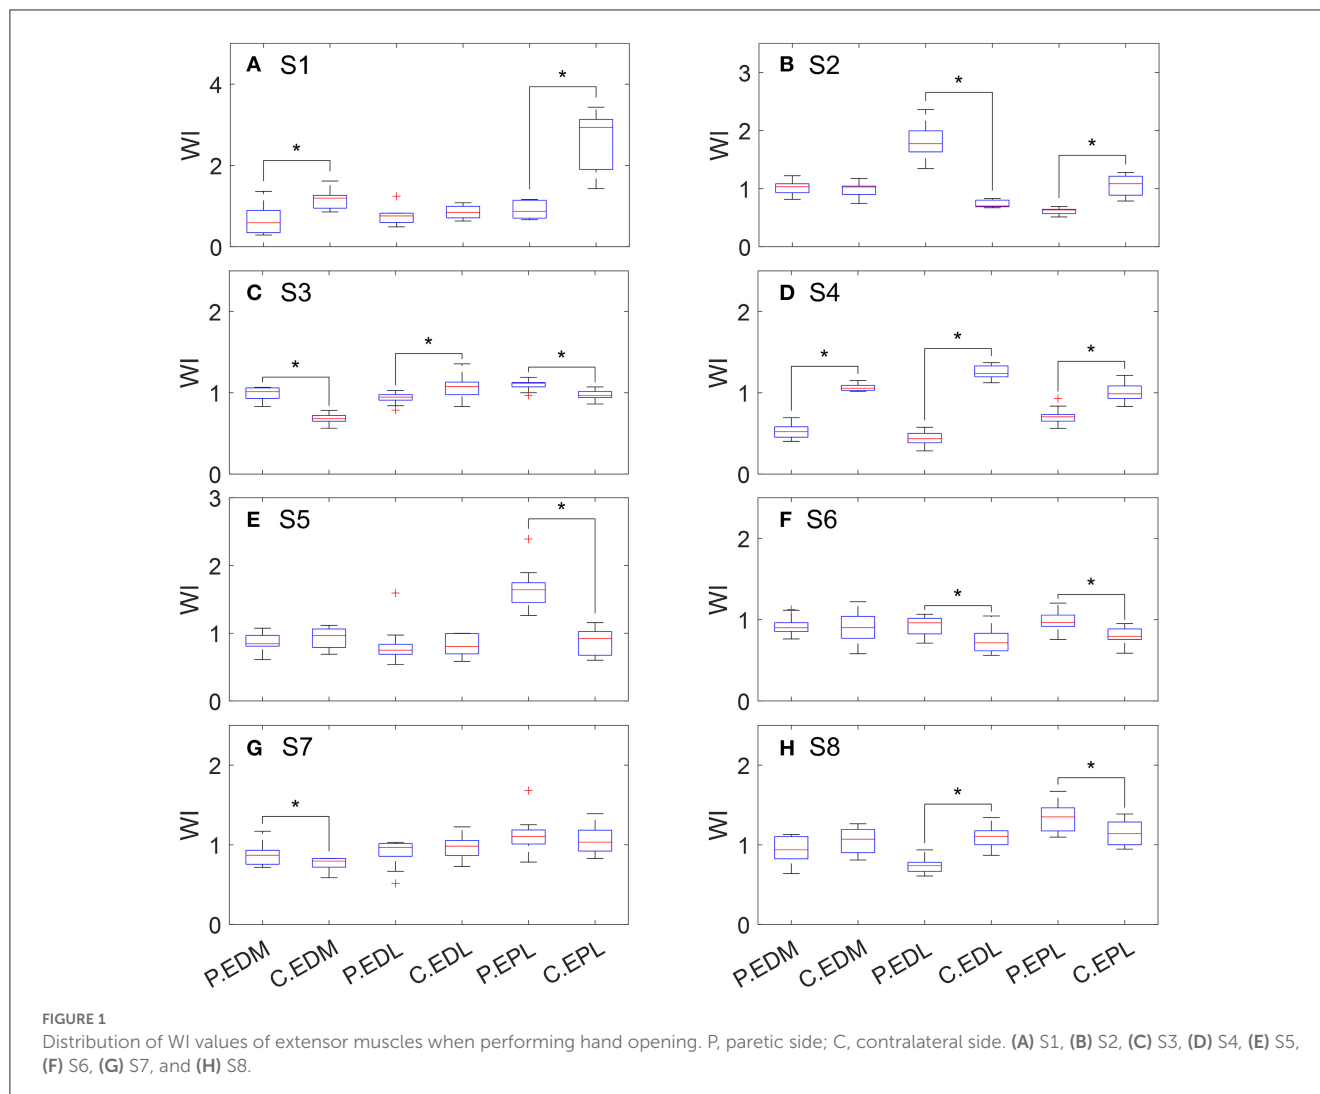 A S1
WI
4
2
0
*
*
B S2
WI
3
2
1
0
*
*
C S3
WI
2
1
0
*
*
*
D S4
WI
2
1
0
*
*
*
E S5
WI
3
2
1
0
*
F S6
WI
2
1
0
*
*
G S7
WI
2
1
0
*
H S8
WI
2
1
0
*
*
P.EDM C.EDM P.EDL C.EDL P.EPL C.EPL
P.EDM C.EDM P.EDL C.EDL P.EPL C.EPL
FIGURE 1
Distribution of WI values of extensor muscles when performing hand opening. P, paretic side; C, contralateral side. (A) S1, (B) S2, (C) S3, (D) S4, (E) S5,
(F) S6, (G) S7, and (H) S8.